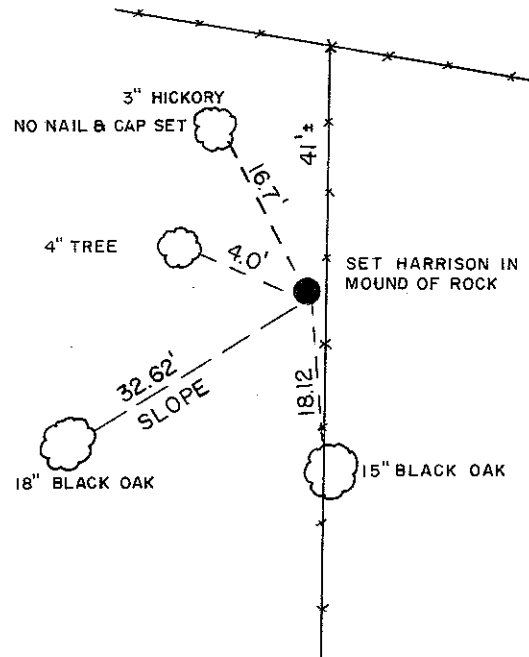 3" HICKORY
NO NAIL & CAP SET
41'±
16.7'
4" TREE
4.0'
SET HARRISON IN
MOUND OF ROCK
32.62'
SLOPE
18.12
18" BLACK OAK
15" BLACK OAK